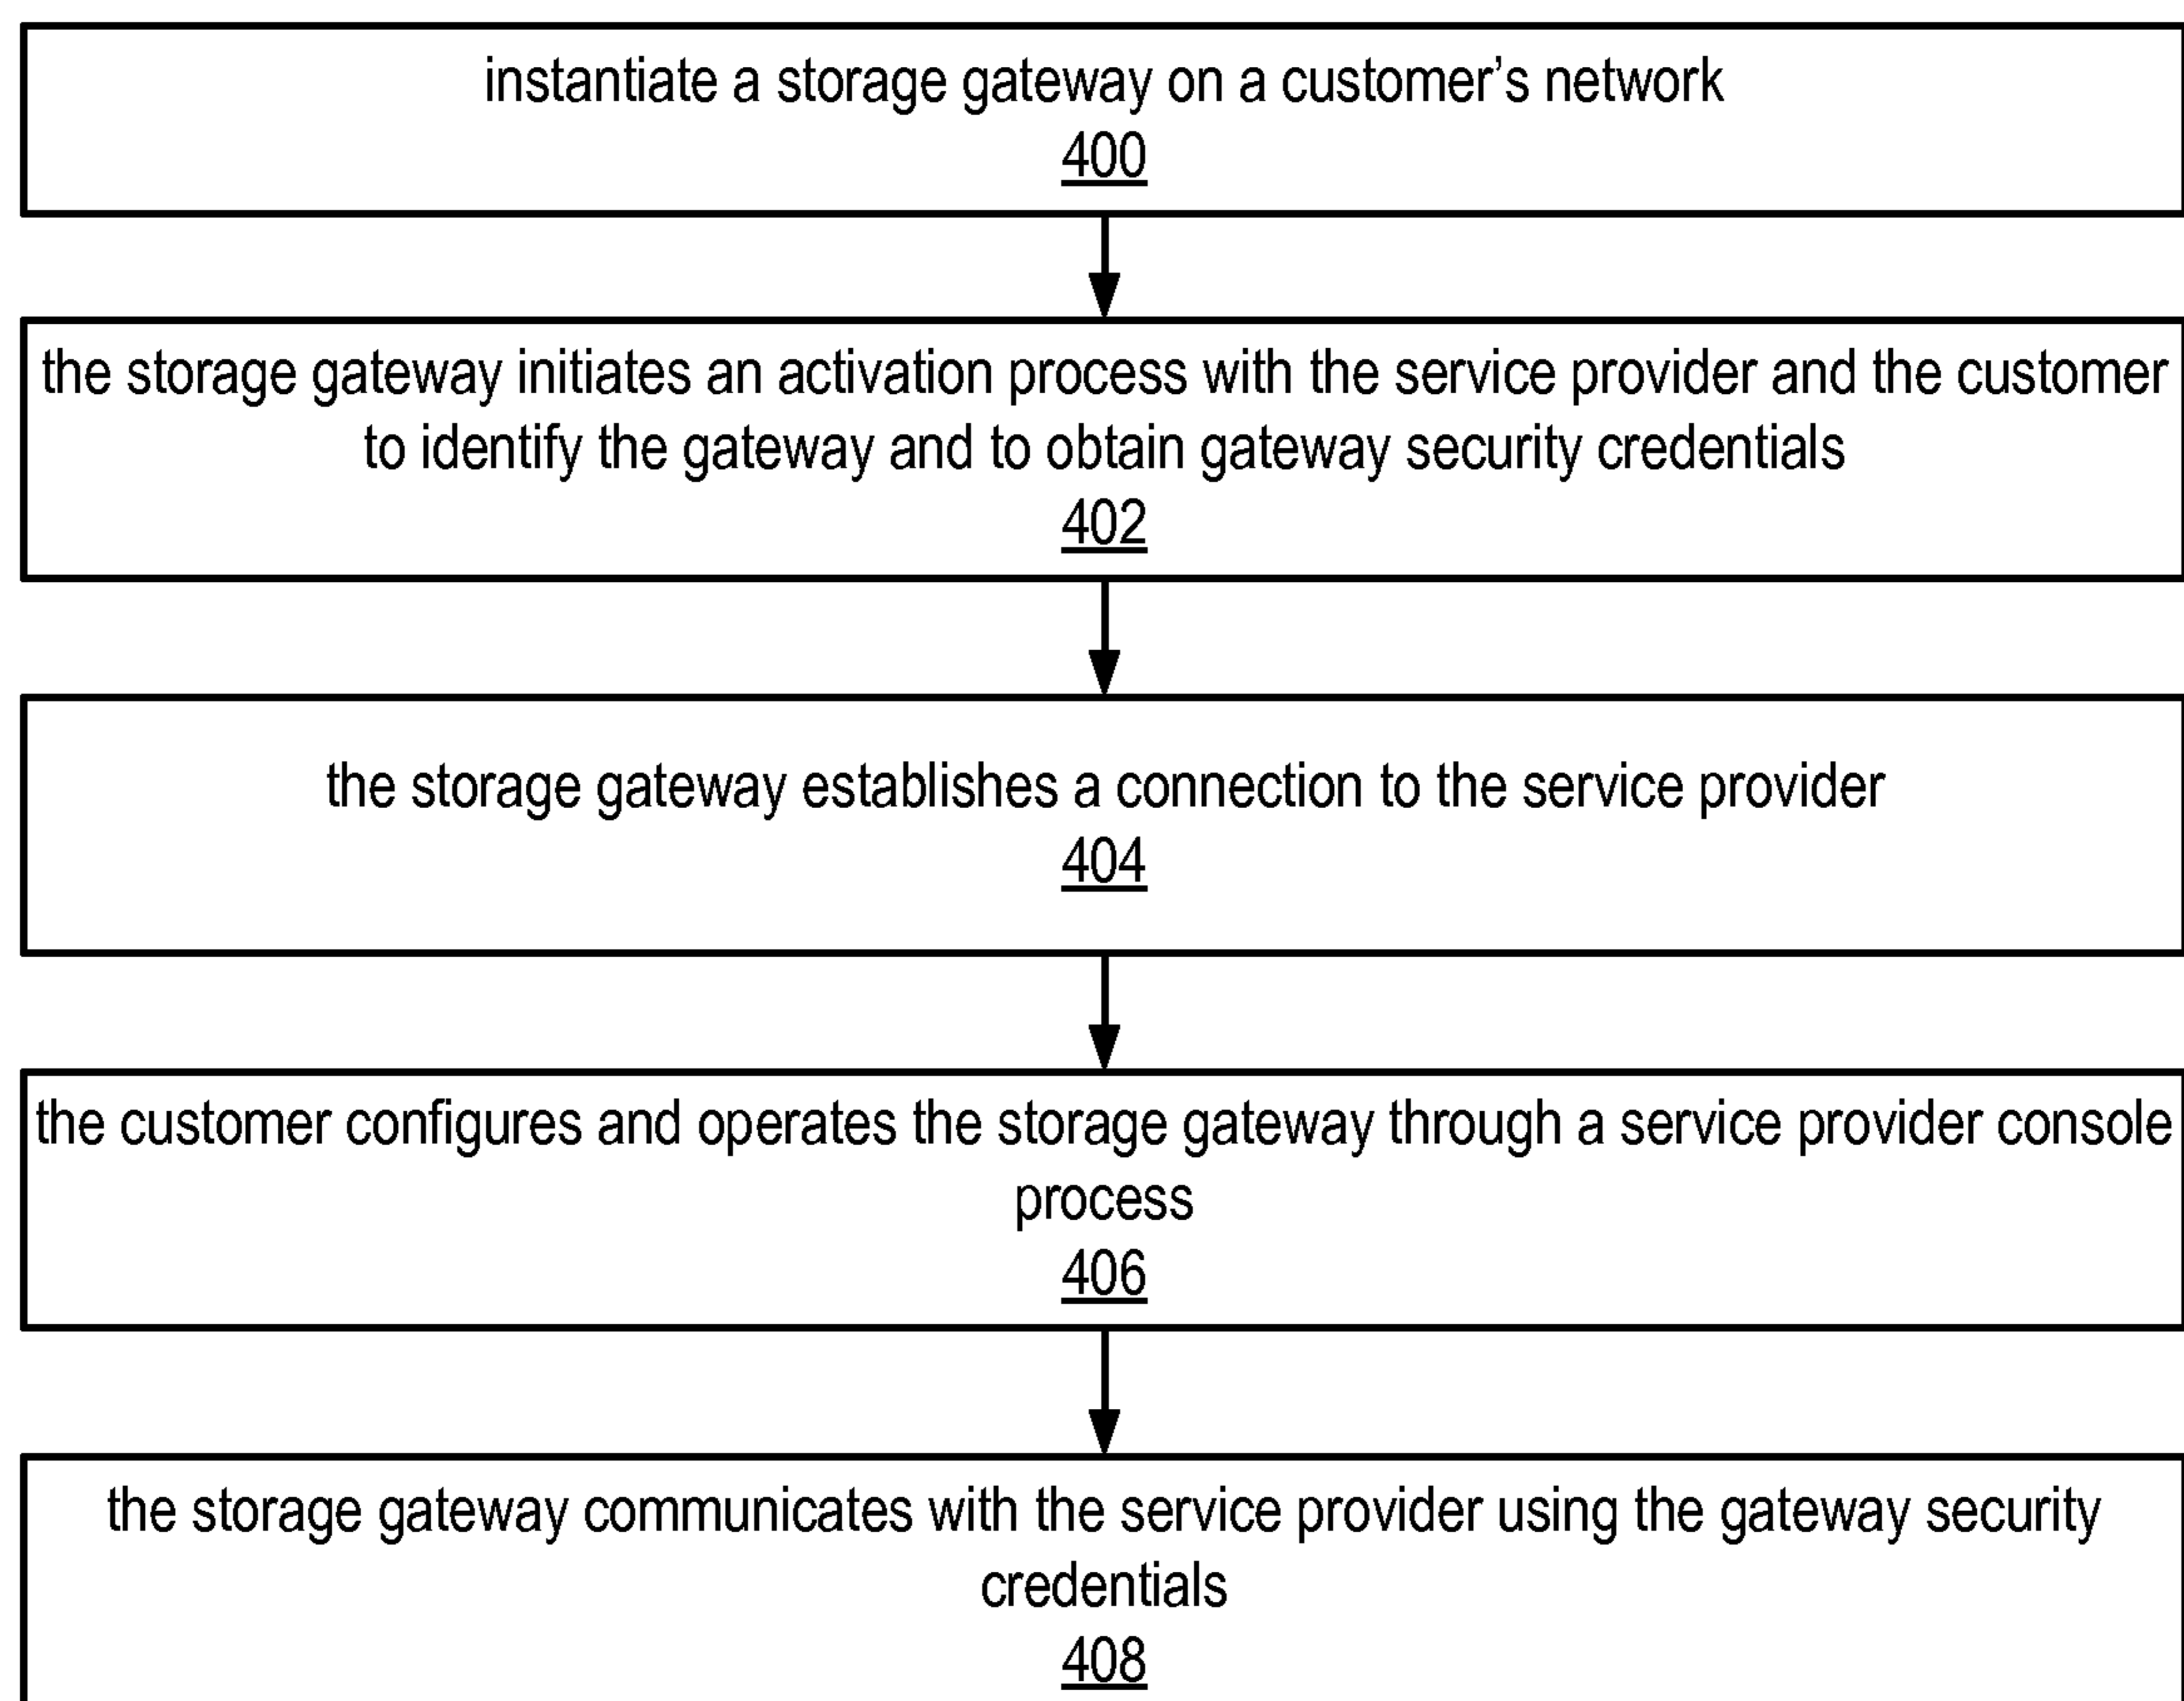 instantiate a storage gateway on a customer’s network
400
the storage gateway initiates an activation process with the service provider and the customer
to identify the gateway and to obtain gateway security credentials
402
the storage gateway establishes a connection to the service provider
404
the customer configures and operates the storage gateway through a service provider console
process
406
the storage gateway communicates with the service provider using the gateway security
credentials
408